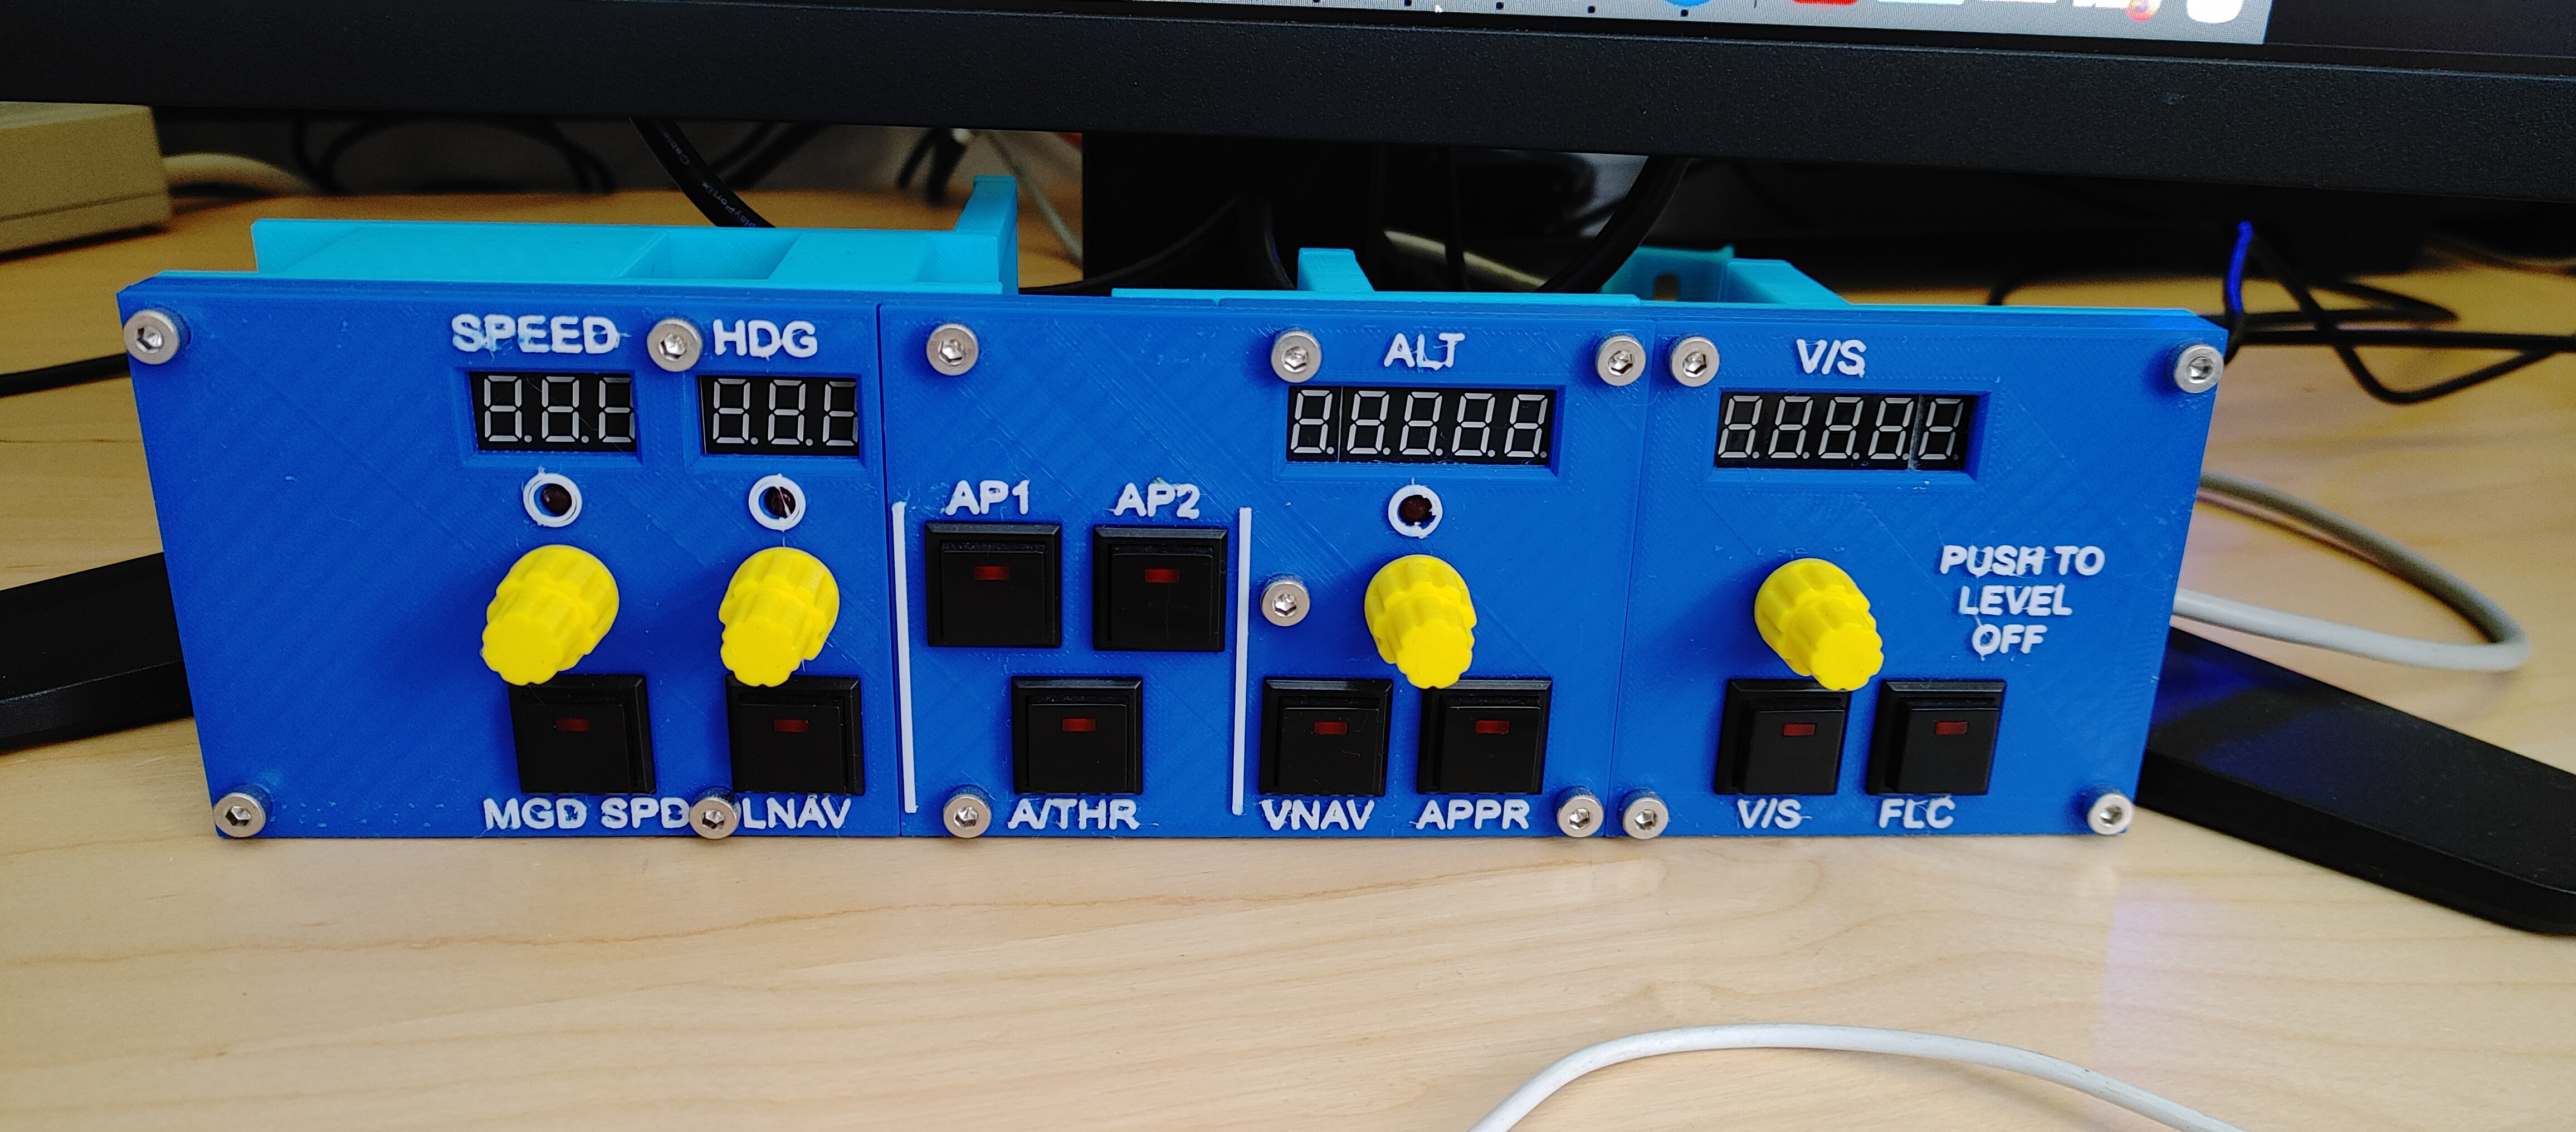 SPEED
HDG
ALT
V/S
AP1
AP2
PUSH TO
LEVEL
OFF
MGD SPD
LNAV
A/THR
VNAV
APPR
V/S
FLC